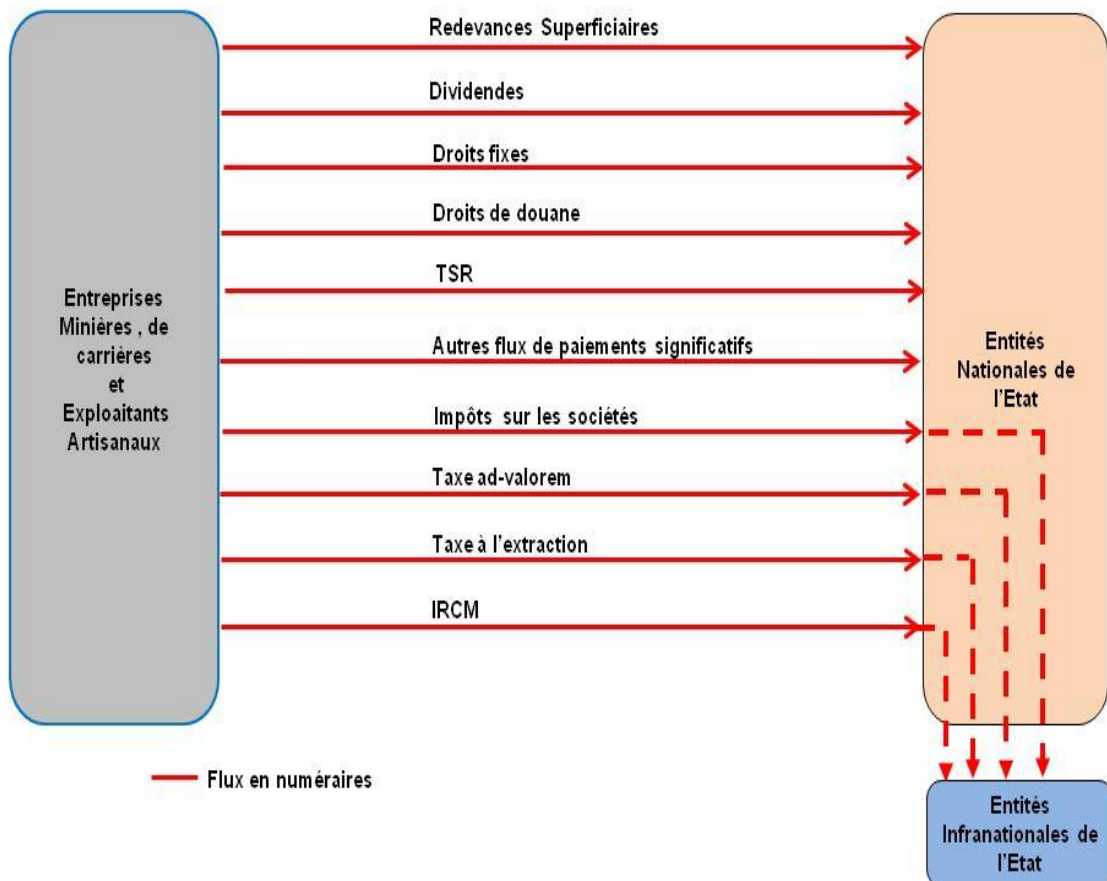 Redevances Superficiaires
Dividendes
Droits fixes
Droits de douane
TSR
Entreprises
Minières , de
carrières
et
Exploaitants
Artisanaux
Autres flux de paiements significatifs
Entités
Nationales de
l'Etat
Impôts sur les sociétés
Taxe ad-valorem
Taxe à l'extraction
IRCM
Flux en numéraires
Entités
Infranationales de
l'Etat